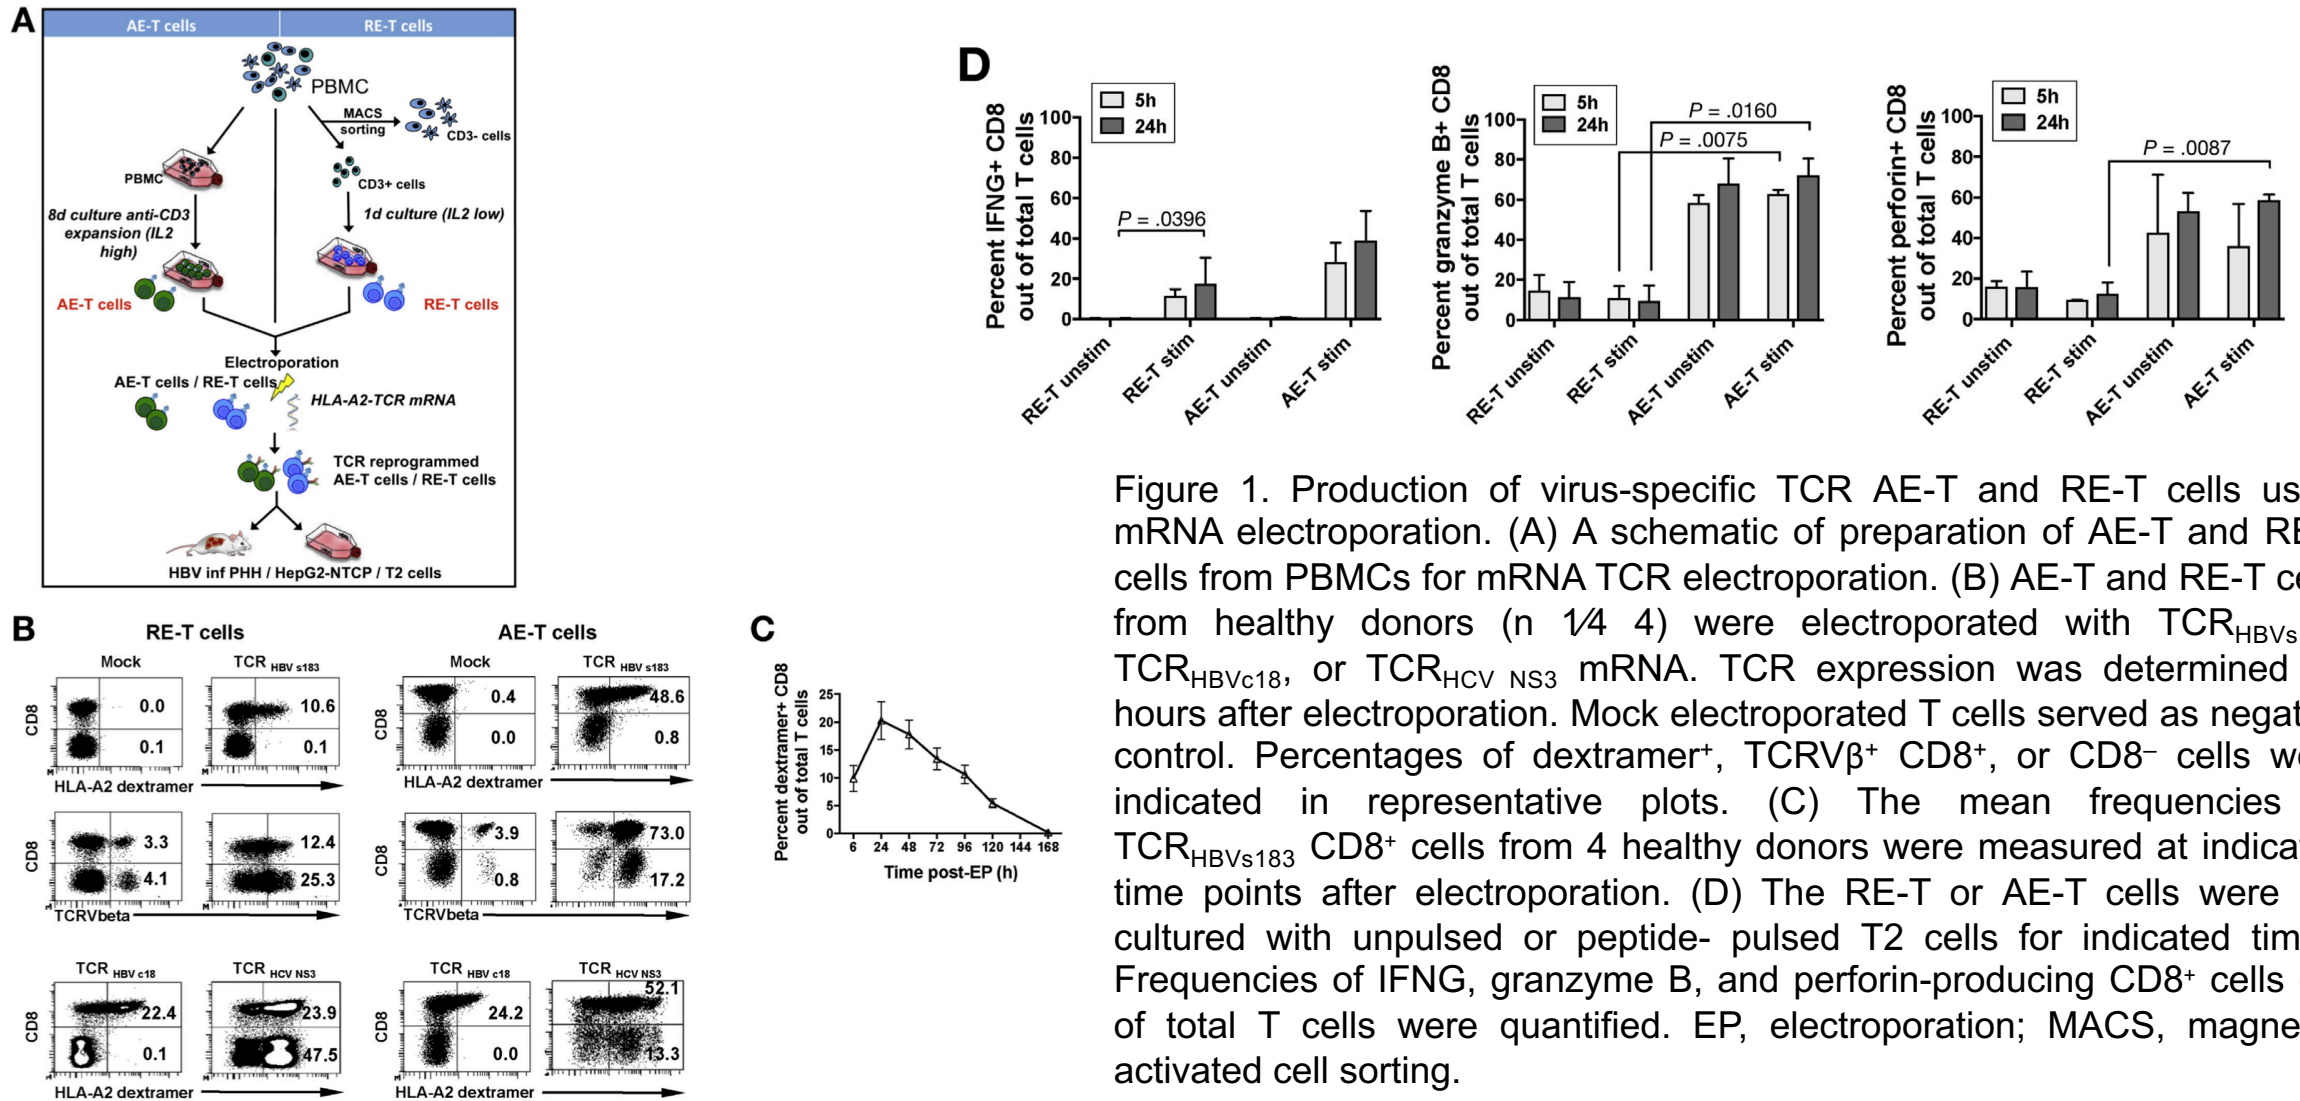 A
AE-T cells
RE-T cells
PBMC
MACS
sorting
CD3- cells
PBMC
CD3+ cells
8d culture anti-CD3
expansion (IL2
high)
1d culture (IL2 low)
AE-T cells
RE-T cells
Electroporation
AE-T cells / RE-T cells
HLA-A2-TCR mRNA
TCR reprogrammed
AE-T cells / RE-T cells
HBV inf PHH / HepG2-NTCP / T2 cells
B
RE-T cells
AE-T cells
Mock
TCR HBV s183
Mock
TCR HBV s183
CD8
0.0
0.1
10.6
0.1
CD8
0.4
0.0
48.6
0.8
HLA-A2 dextramer
HLA-A2 dextramer
CD8
3.3
4.1
12.4
25.3
CD8
3.9
0.8
73.0
17.2
TCRVbeta
TCRVbeta
TCR HBV c18
TCR HCV NS3
TCR HBV c18
TCR HCV NS3
CD8
22.4
0.1
23.9
47.5
CD8
24.2
0.0
52.1
13.3
HLA-A2 dextramer
HLA-A2 dextramer
C
Percent dextramer+ CD8
out of total T cells
25
20
15
10
5
0
6 24 48 72 96 120 144 168
Time post-EP (h)
D
Percent IFNG+ CD8
out of total T cells
5h
24h
100
80
60
40
20
0
P = .0396
RE-T unstim
RE-T stim
AE-T unstim
AE-T stim
Percent granzyme B+ CD8
out of total T cells
5h
24h
100
80
60
40
20
0
P = .0160
P = .0075
RE-T unstim
RE-T stim
AE-T unstim
AE-T stim
Percent perforin+ CD8
out of total T cells
5h
24h
100
80
60
40
20
0
P = .0087
RE-T unstim
RE-T stim
AE-T unstim
AE-T stim
Figure 1. Production of virus-specific TCR AE-T and RE-T cells us
mRNA electroporation. (A) A schematic of preparation of AE-T and RE
cells from PBMCs for mRNA TCR electroporation. (B) AE-T and RE-T ce
from healthy donors (n 1⁄4 4) were electroporated with TCRHBVs
TCRHBVc18, or TCRHCV NS3 mRNA. TCR expression was determined
hours after electroporation. Mock electroporated T cells served as negat
control. Percentages of dextramer+, TCRVβ+ CD8+, or CD8– cells w
indicated in representative plots. (C) The mean frequencies
TCRHBVs183 CD8+ cells from 4 healthy donors were measured at indicat
time points after electroporation. (D) The RE-T or AE-T cells were
cultured with unpulsed or peptide- pulsed T2 cells for indicated tim
Frequencies of IFNG, granzyme B, and perforin-producing CD8+ cells
of total T cells were quantified. EP, electroporation; MACS, magne
activated cell sorting.